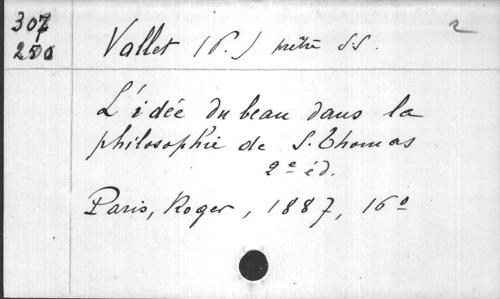 307
250
Vallet (P.) prêtre S.S.
2
L'idée du beau dans la
philosophie de S. Thomas
2e éd.
Paris, Roger, 1887, 16o